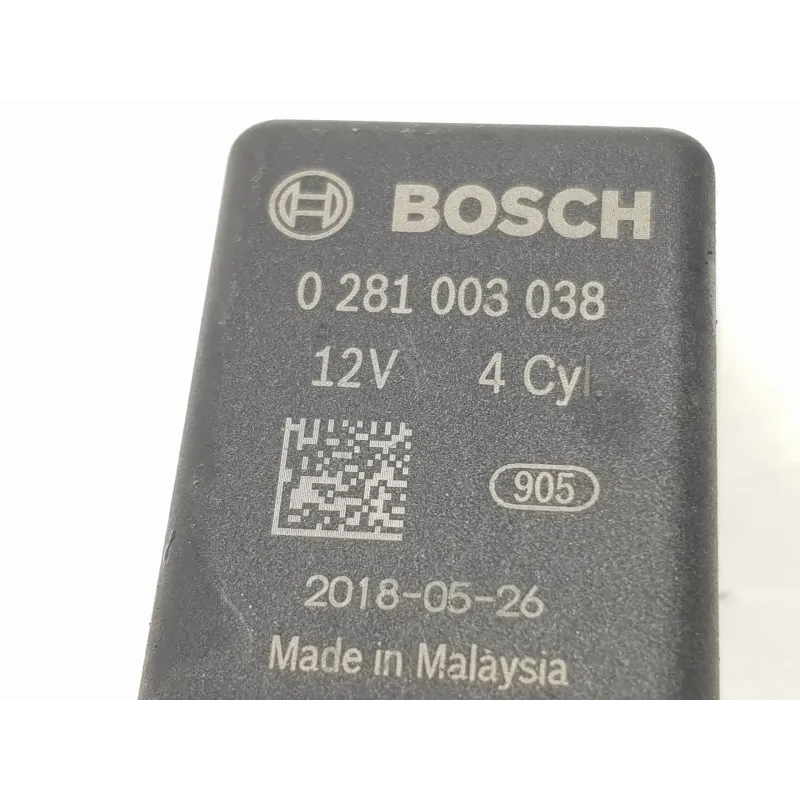 BOSCH
0 281 003 038
12V 4 Cyl.
905
2018-05-26
Made in Malaysia